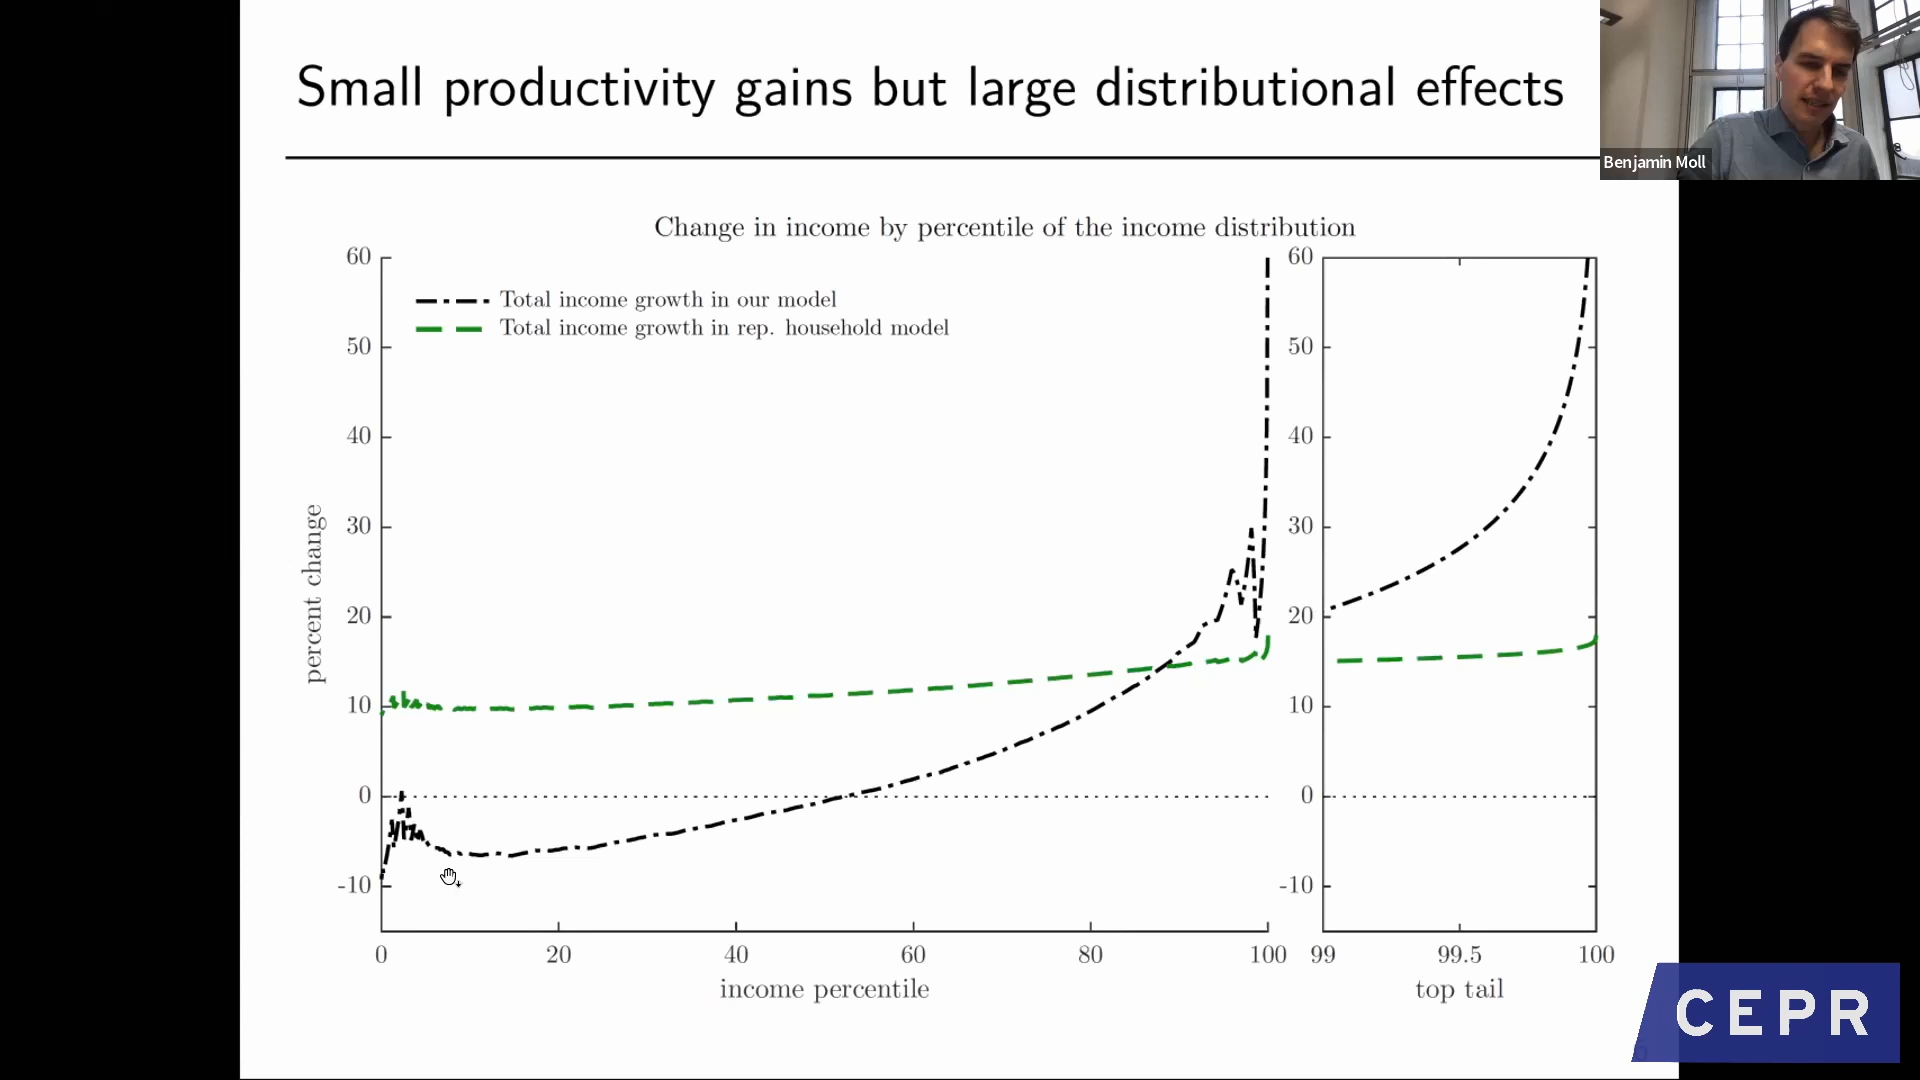 Small productivity gains but large distributional effects
Benjamin Moll
Change in income by percentile of the income distribution
Total income growth in our model
Total income growth in rep. household model
percent change
60
50
40
30
20
10
0
-10
0 20 40 60 80 100
income percentile
60
50
40
30
20
10
0
-10
99 99.5 100
top tail
CEPR